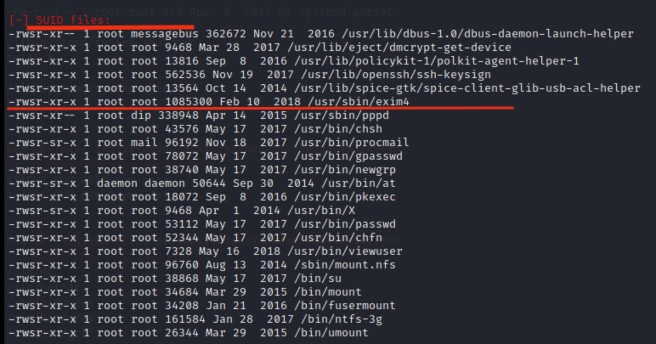 [-] SUID files:
-rwsr-xr-- 1 root messagebus 362672 Nov 21  2016 /usr/lib/dbus-1.0/dbus-daemon-launch-helper
-rwsr-xr-x 1 root root 9468 Mar 28  2017 /usr/lib/eject/dmcrypt-get-device
-rwsr-xr-x 1 root root 13816 Sep  8  2016 /usr/lib/policykit-1/polkit-agent-helper-1
-rwsr-xr-x 1 root root 562536 Nov 19  2017 /usr/lib/openssh/ssh-keysign
-rwsr-xr-x 1 root root 13564 Oct 14  2014 /usr/lib/spice-gtk/spice-client-glib-usb-acl-helper
-rwsr-xr-x 1 root root 1085300 Feb 10  2018 /usr/sbin/exim4
-rwsr-xr-- 1 root dip 338948 Apr 14  2015 /usr/sbin/pppd
-rwsr-xr-x 1 root root 43576 May 17  2017 /usr/bin/chsh
-rwsr-sr-x 1 root mail 96192 Nov 18  2017 /usr/bin/procmail
-rwsr-xr-x 1 root root 78072 May 17  2017 /usr/bin/gpasswd
-rwsr-xr-x 1 root root 38740 May 17  2017 /usr/bin/newgrp
-rwsr-sr-x 1 daemon daemon 50644 Sep 30  2014 /usr/bin/at
-rwsr-xr-x 1 root root 18072 Sep  8  2016 /usr/bin/pkexec
-rwsr-sr-x 1 root root 9468 Apr  1  2014 /usr/bin/X
-rwsr-xr-x 1 root root 53112 May 17  2017 /usr/bin/passwd
-rwsr-xr-x 1 root root 52344 May 17  2017 /usr/bin/chfn
-rwsr-xr-x 1 root root 7328 May 16  2018 /usr/bin/viewuser
-rwsr-xr-x 1 root root 96760 Aug 13  2014 /sbin/mount.nfs
-rwsr-xr-x 1 root root 38868 May 17  2017 /bin/su
-rwsr-xr-x 1 root root 34684 Mar 29  2015 /bin/mount
-rwsr-xr-x 1 root root 34208 Jan 21  2016 /bin/fusermount
-rwsr-xr-x 1 root root 161584 Jan 28  2017 /bin/ntfs-3g
-rwsr-xr-x 1 root root 26344 Mar 29  2015 /bin/umount